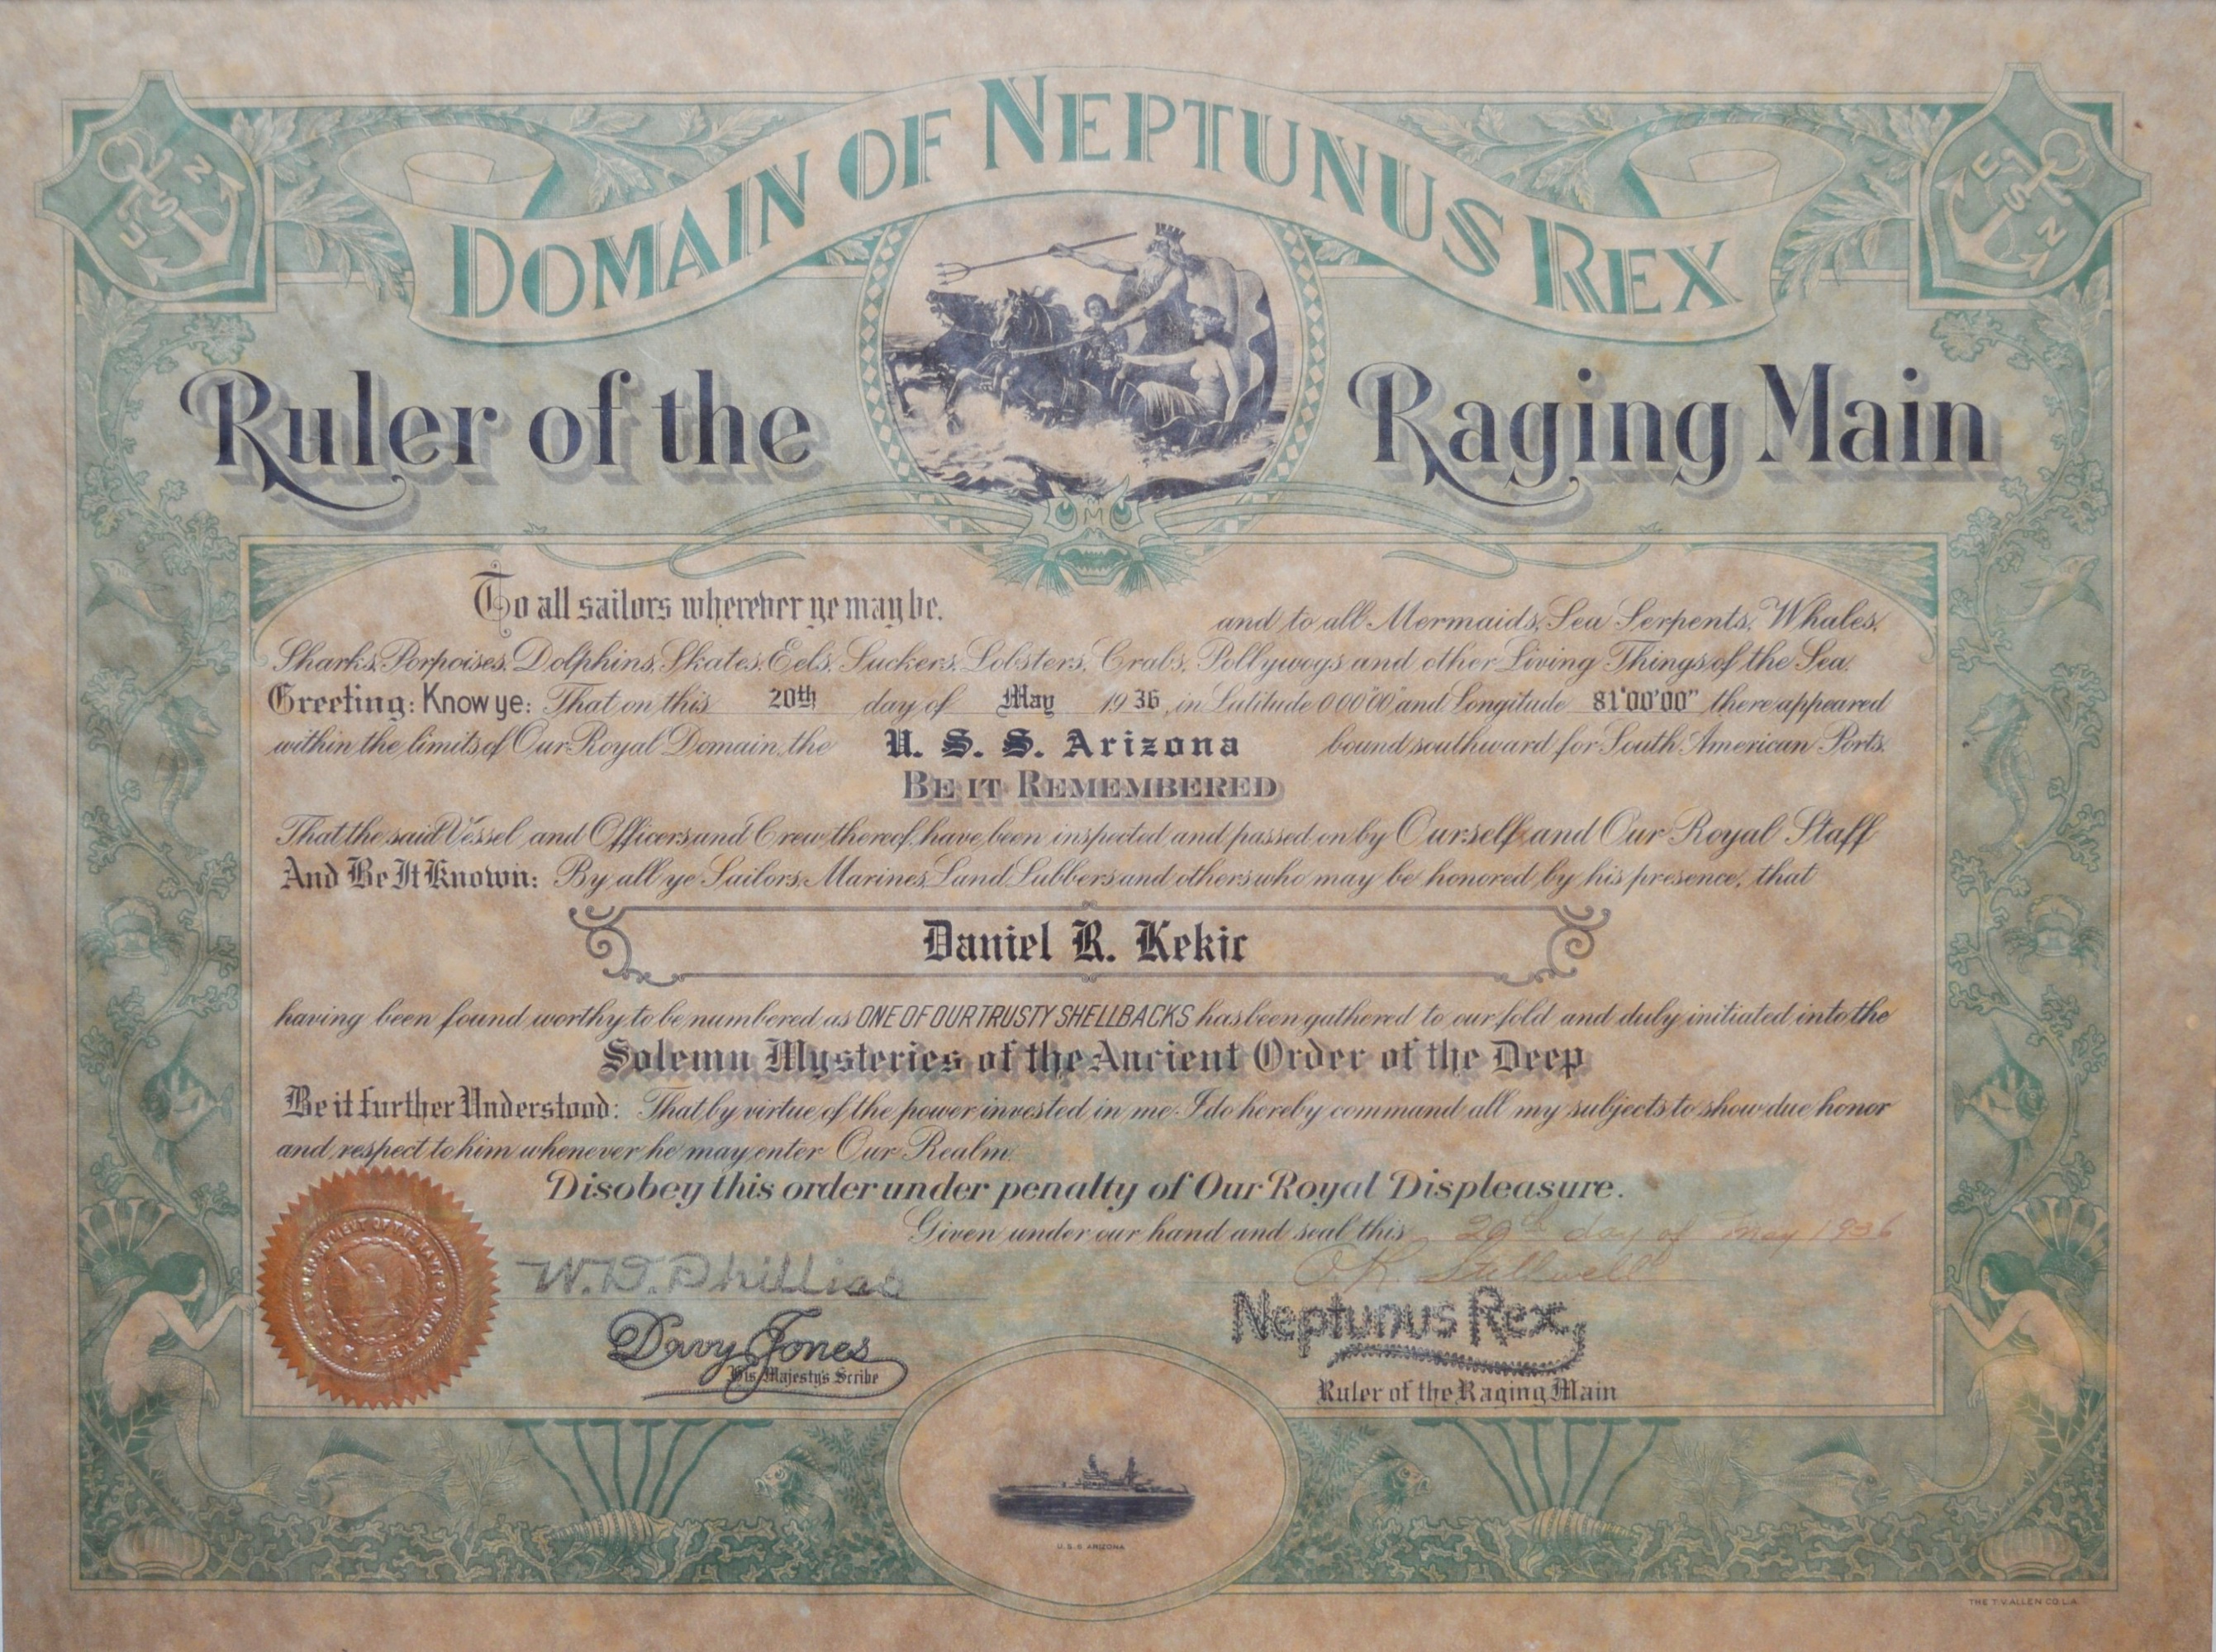 DOMAIN OF NEPTUNUS REX
USN
USN
Ruler of the Raging Main
To all sailors wherever ye may be. and to all Mermaids, Sea Serpents, Whales,
Sharks, Porpoises, Dolphins, Skates, Eels, Suckers, Lobsters, Crabs, Pollywogs and other Living Things of the Sea.
Greeting: Know ye: That on this 20th day of May 1936, in Latitude 00°00'00" and Longitude 81°00'00" there appeared
within the limits of Our Royal Domain, the U. S. S. Arizona bound southward for South American Ports.
BE IT REMEMBERED
That the said Vessel and Officers and Crew thereof, have been inspected and passed on by Ourself and Our Royal Staff
And Be It Known: By all ye Sailors, Marines, Land Lubbers and others who may be honored by his presence, that
Daniel R. Kekic
having been found worthy to be numbered as ONE OF OUR TRUSTY SHELLBACKS has been gathered to our fold and duly initiated into the
Solemn Mysteries of the Ancient Order of the Deep
Be it further Understood: That by virtue of the power invested in me I do hereby command all my subjects to show due honor
and respect to him whenever he may enter Our Realm.
Disobey this order under penalty of Our Royal Displeasure.
Given under our hand and seal this 20th day of May 1936
DEPARTMENT OF THE NAVY
W. D. Phillips
O.K. Stillwell
Davy Jones
His Majesty's Scribe
Neptunus Rex
Ruler of the Raging Main
U.S.S. ARIZONA
THE T.V. ALLEN CO. L.A.